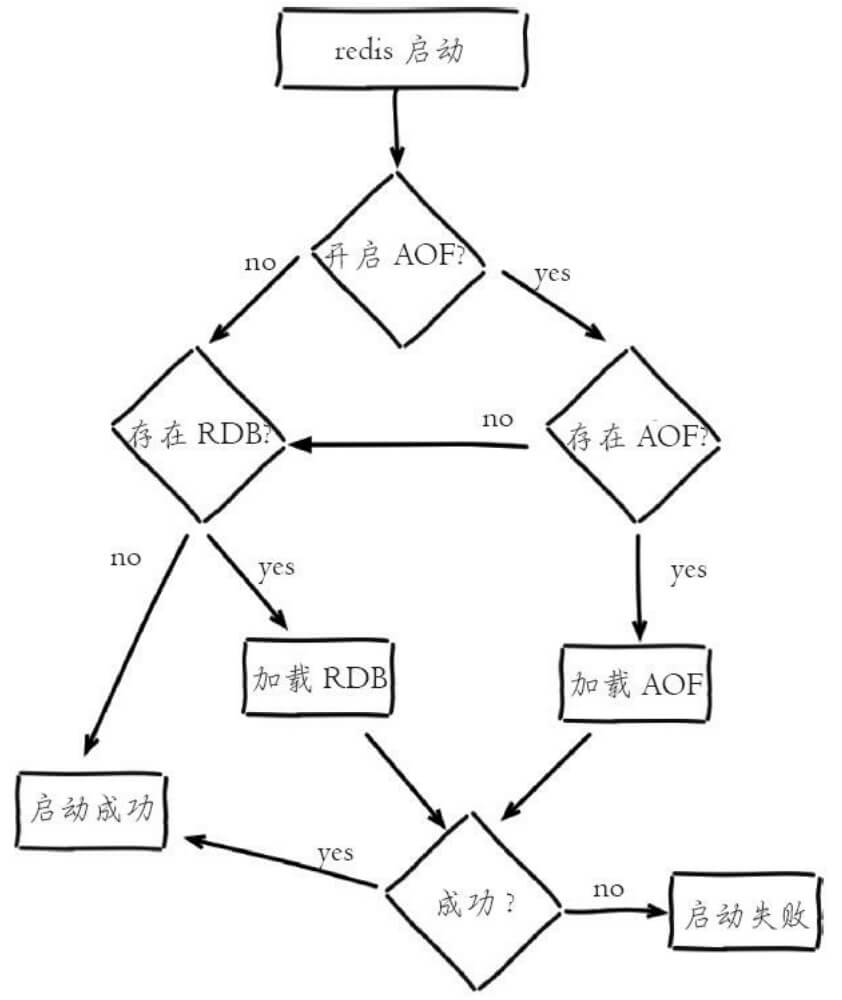 redis 启动
开启 AOF?
no
yes
存在 RDB?
no
存在 AOF?
no
yes
yes
加载 RDB
加载 AOF
启动成功
yes
成功？
no
启动失败